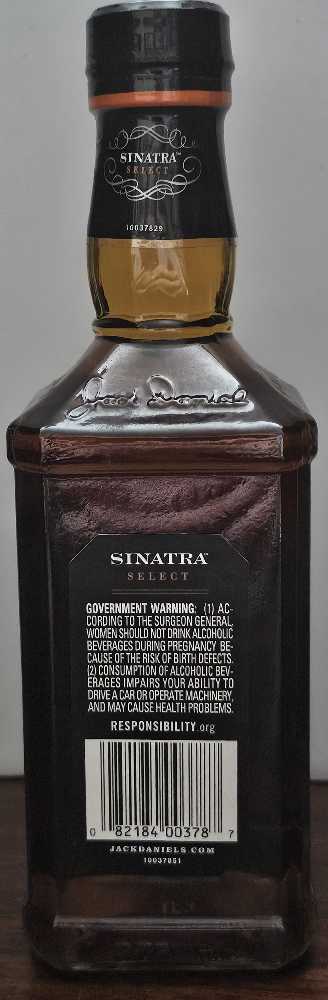 SINATRA™
SELECT
10037829
Jack Daniel
SINATRA™
SELECT
GOVERNMENT WARNING: (1) AC-
CORDING TO THE SURGEON GENERAL,
WOMEN SHOULD NOT DRINK ALCOHOLIC
BEVERAGES DURING PREGNANCY BE-
CAUSE OF THE RISK OF BIRTH DEFECTS.
(2) CONSUMPTION OF ALCOHOLIC BEV-
ERAGES IMPAIRS YOUR ABILITY TO
DRIVE A CAR OR OPERATE MACHINERY,
AND MAY CAUSE HEALTH PROBLEMS.
RESPONSIBILITY.org
0 82184 00378 7
JACKDANIELS.COM
10037851